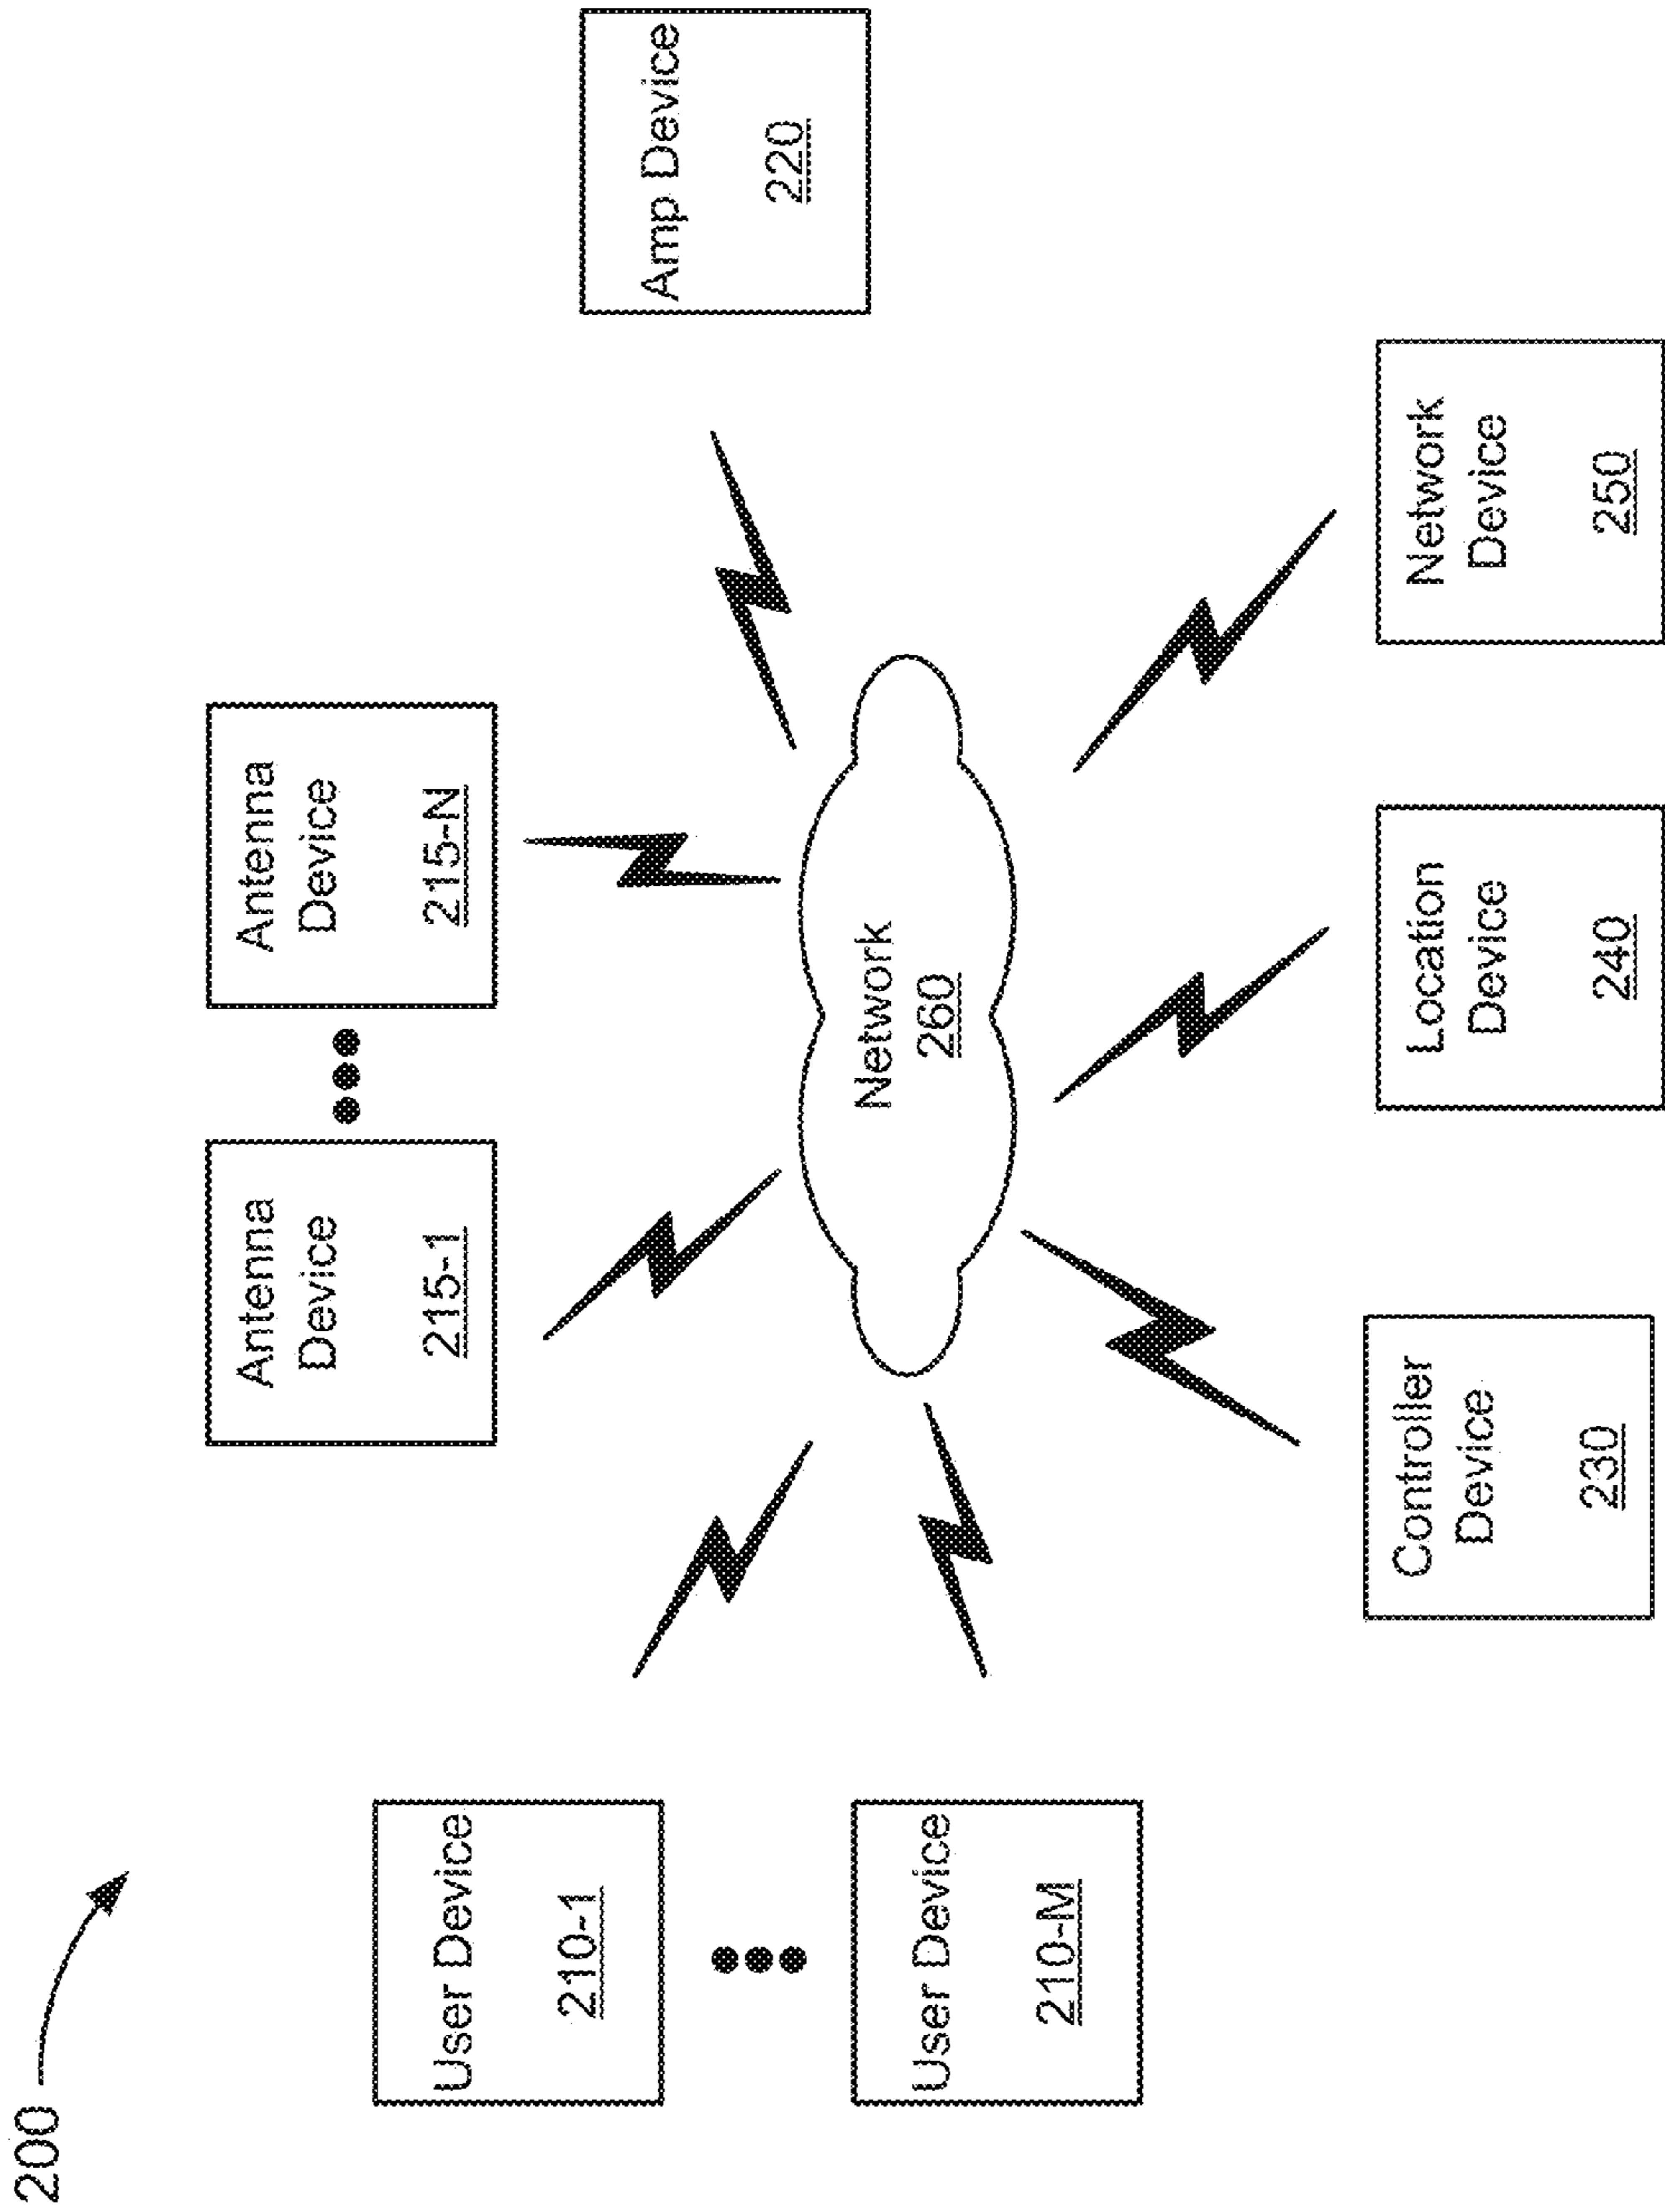 200
Antenna
Device
215-1
Antenna
Device
215-N
User Device
210-1
Amp Device
220
Network
260
User Device
210-M
Controller
Device
230
Location
Device
240
Network
Device
250